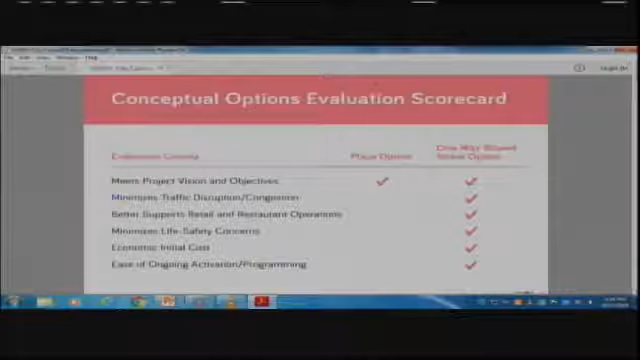 Conceptual Options Evaluation Scorecard
Evaluation Criteria
Plaza Option
One Way Shared
Street Option
Meets Project Vision and Objectives
Minimizes Traffic Disruption/Congestion
Better Supports Retail and Restaurant Operations
Minimizes Life-Safety Concerns
Economic Initial Cost
Ease of Ongoing Activation/Programming